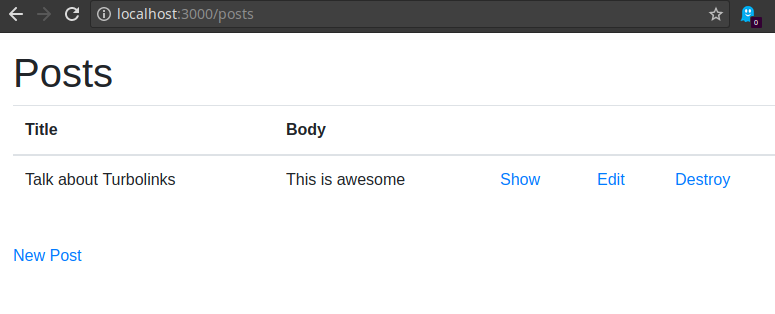 localhost:3000/posts
0
Posts
Title Body
Talk about Turbolinks This is awesome Show Edit Destroy
New Post